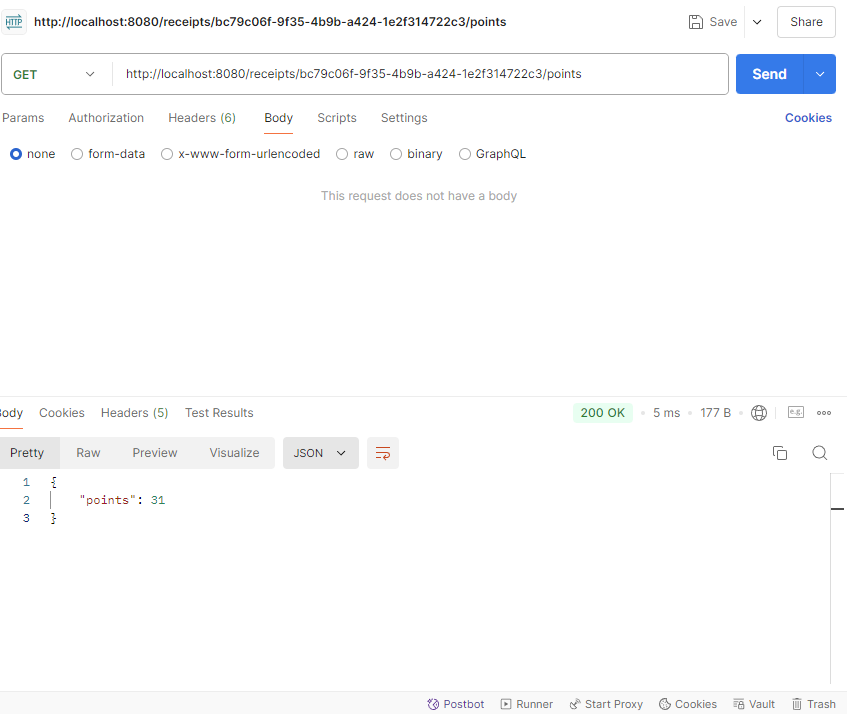 HTTP http://localhost:8080/receipts/bc79c06f-9f35-4b9b-a424-1e2f314722c3/points Save Share
GET http://localhost:8080/receipts/bc79c06f-9f35-4b9b-a424-1e2f314722c3/points Send
Params Authorization Headers (6) Body Scripts Settings Cookies
none form-data x-www-form-urlencoded raw binary GraphQL
This request does not have a body
Body Cookies Headers (5) Test Results 200 OK • 5 ms • 177 B • e.g.
Pretty Raw Preview Visualize JSON
1 {
2 "points": 31
3 }
Postbot Runner Start Proxy Cookies Vault Trash